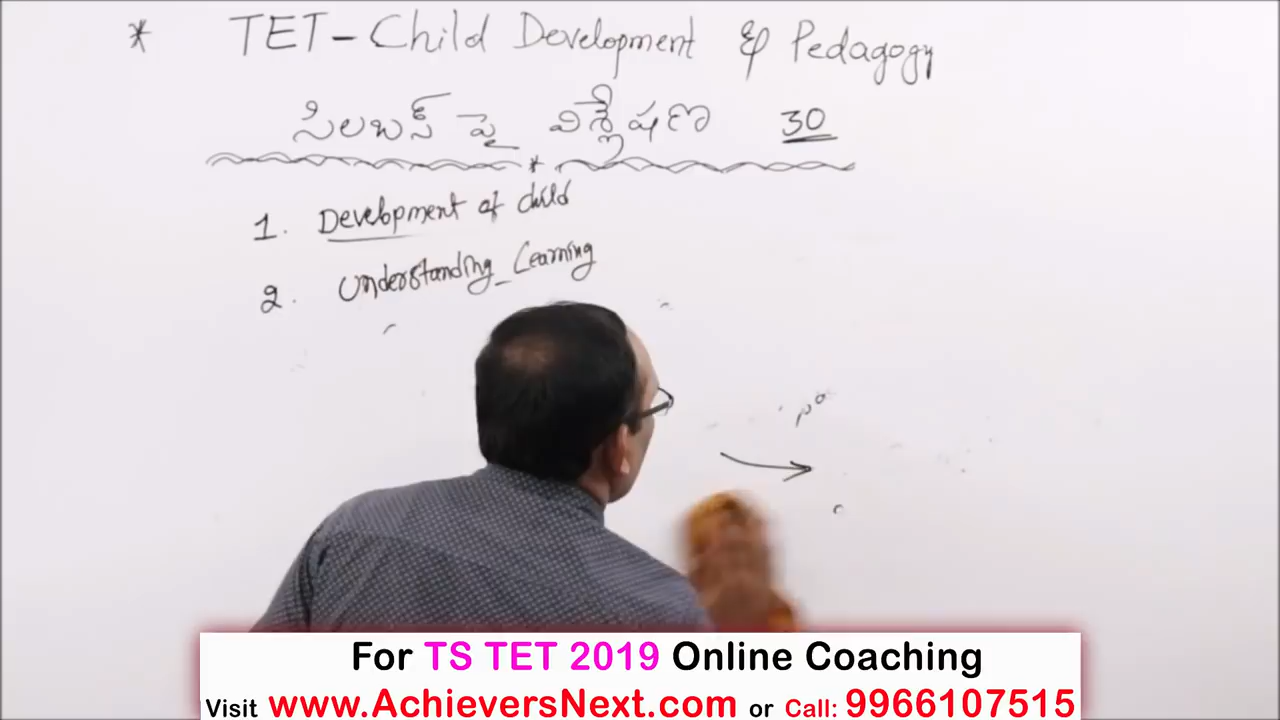 * TET - Child Development & Pedagogy
సిలబస్ పై విశ్లేషణ 30
*
1. Development of child
2. Understanding Learning
For TS TET 2019 Online Coaching
Visit www.AchieversNext.com or Call: 9966107515